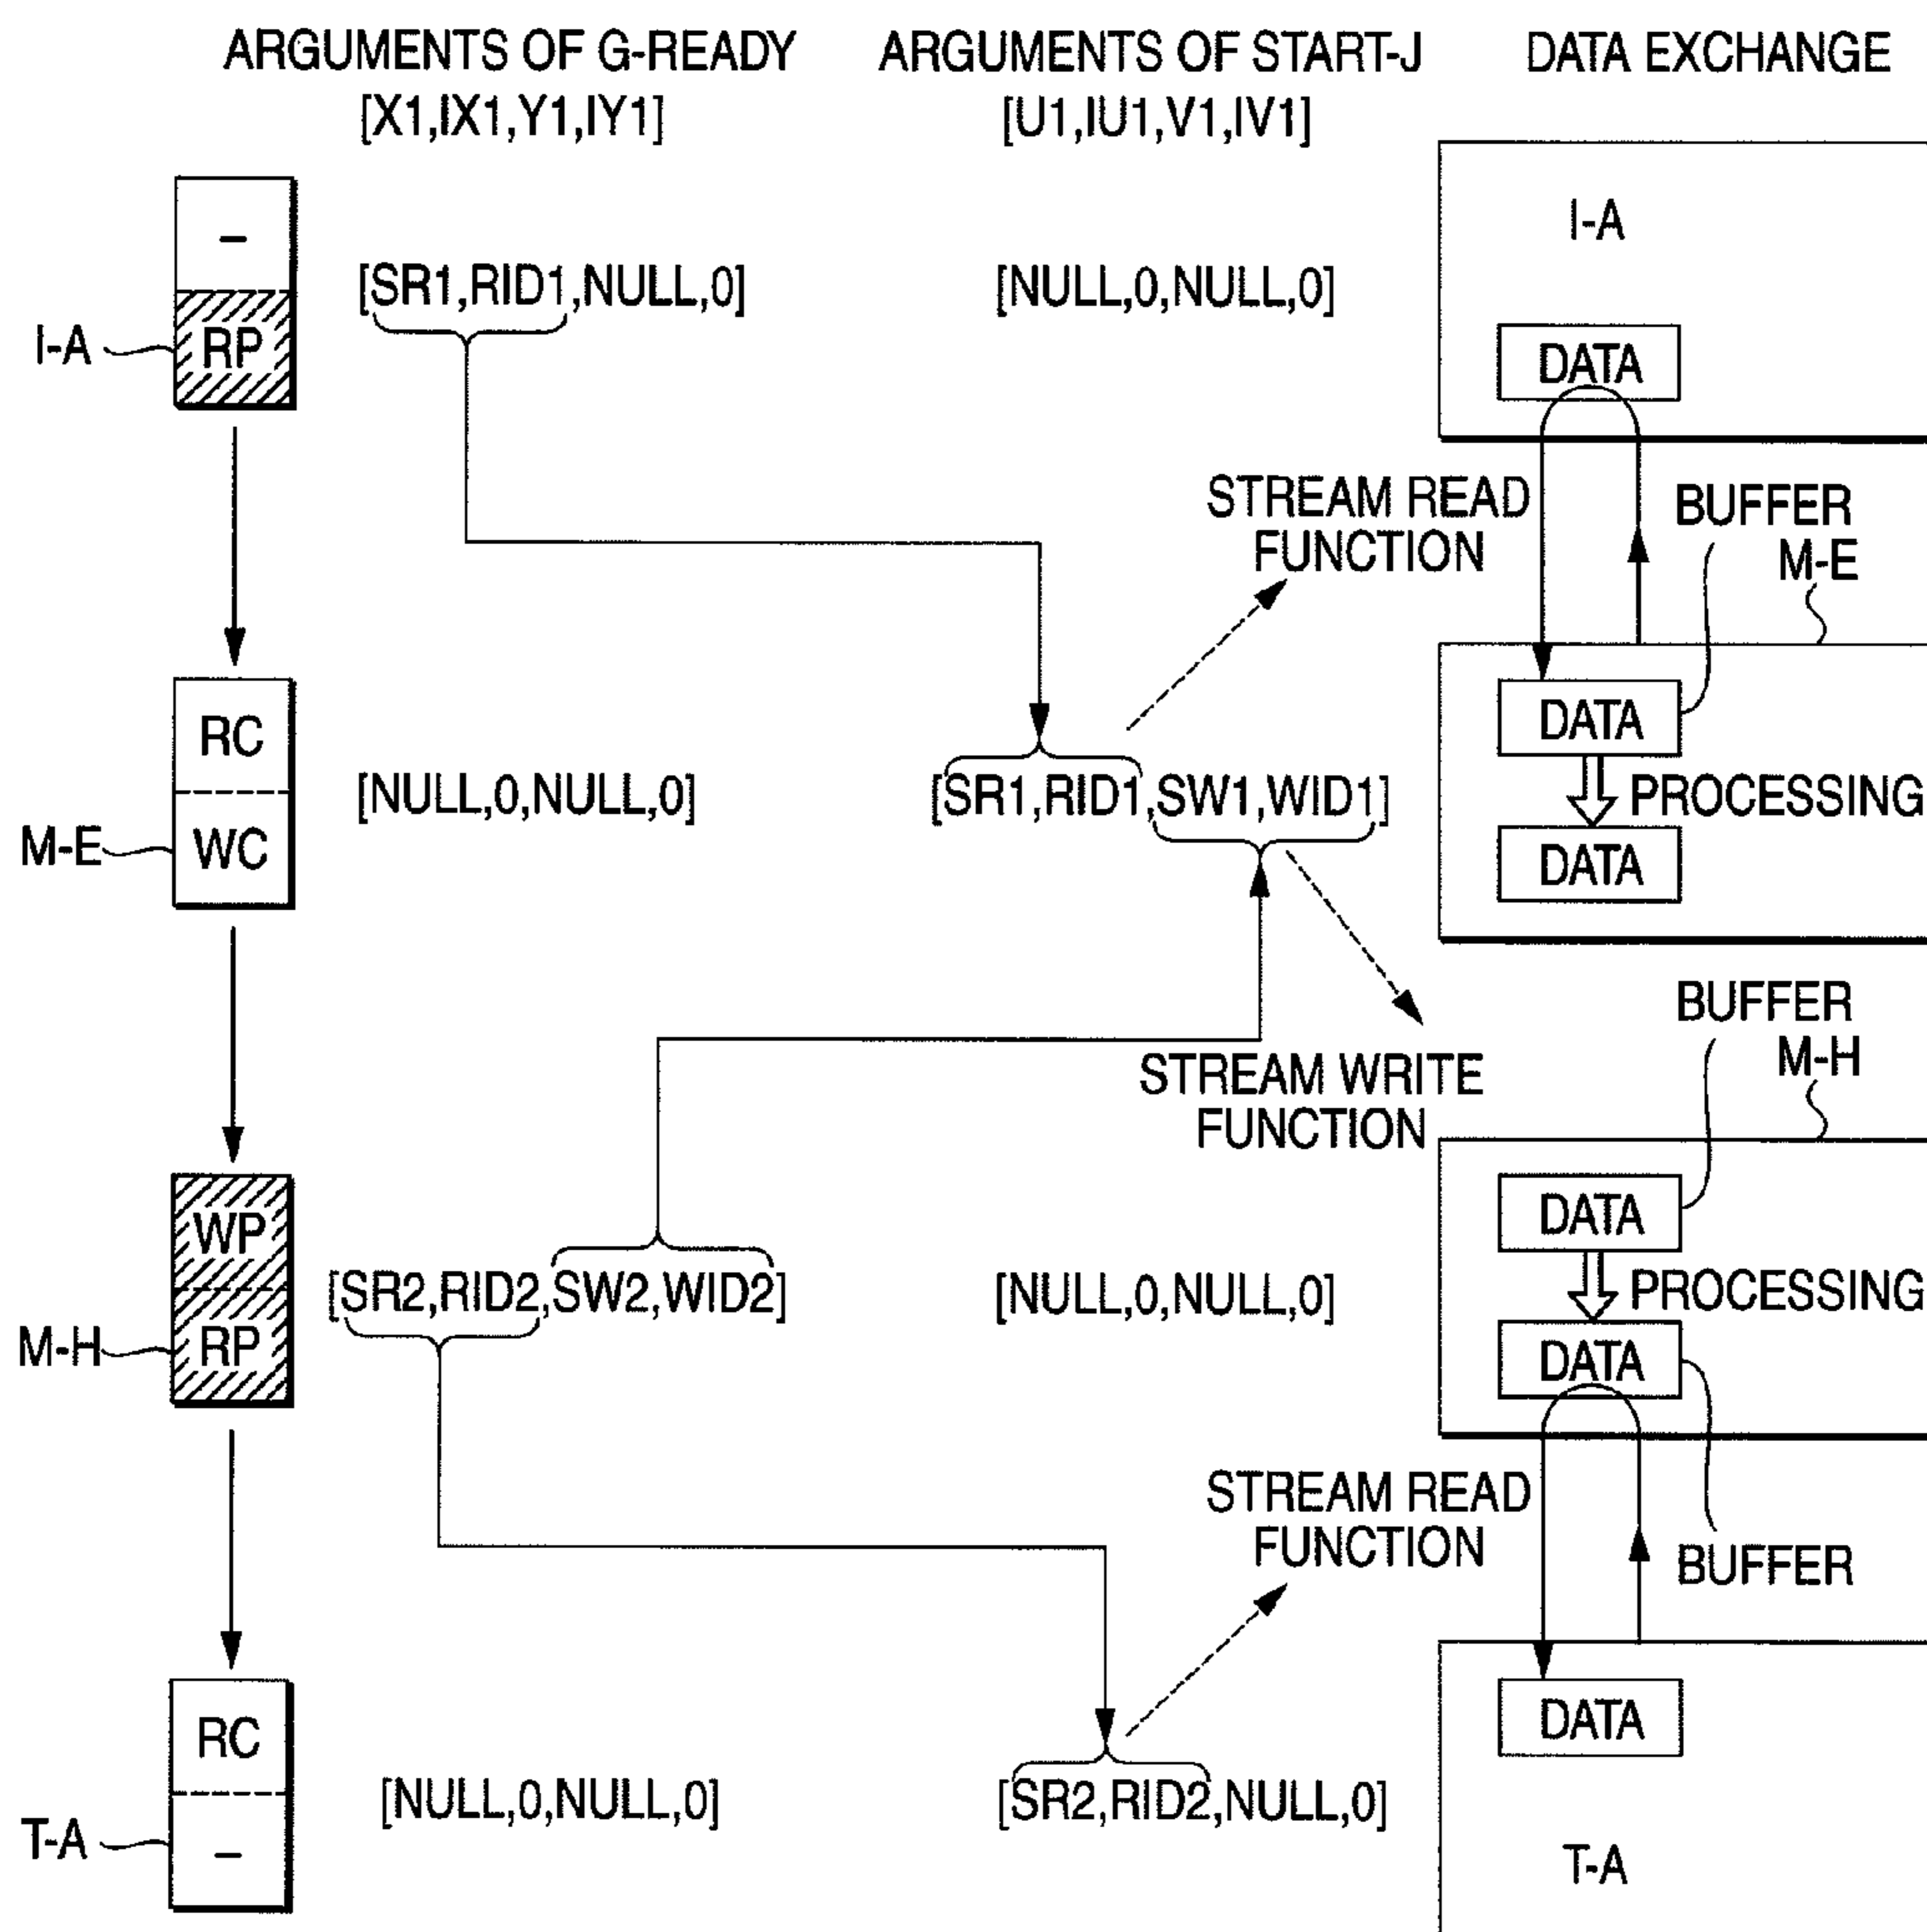 ARGUMENTS OF G-READY
[X1,IX1,Y1,IY1]
ARGUMENTS OF START-J
[U1,IU1,V1,IV1]
DATA EXCHANGE
–
RP
I-A
[SR1,RID1,NULL,0]
[NULL,0,NULL,0]
I-A
DATA
STREAM READ
FUNCTION
BUFFER
M-E
RC
WC
M-E
[NULL,0,NULL,0]
[SR1,RID1,SW1,WID1]
DATA
PROCESSING
DATA
STREAM WRITE
FUNCTION
BUFFER
M-H
WP
RP
M-H
[SR2,RID2,SW2,WID2]
[NULL,0,NULL,0]
DATA
PROCESSING
DATA
STREAM READ
FUNCTION
BUFFER
RC
–
T-A
[NULL,0,NULL,0]
[SR2,RID2,NULL,0]
DATA
T-A